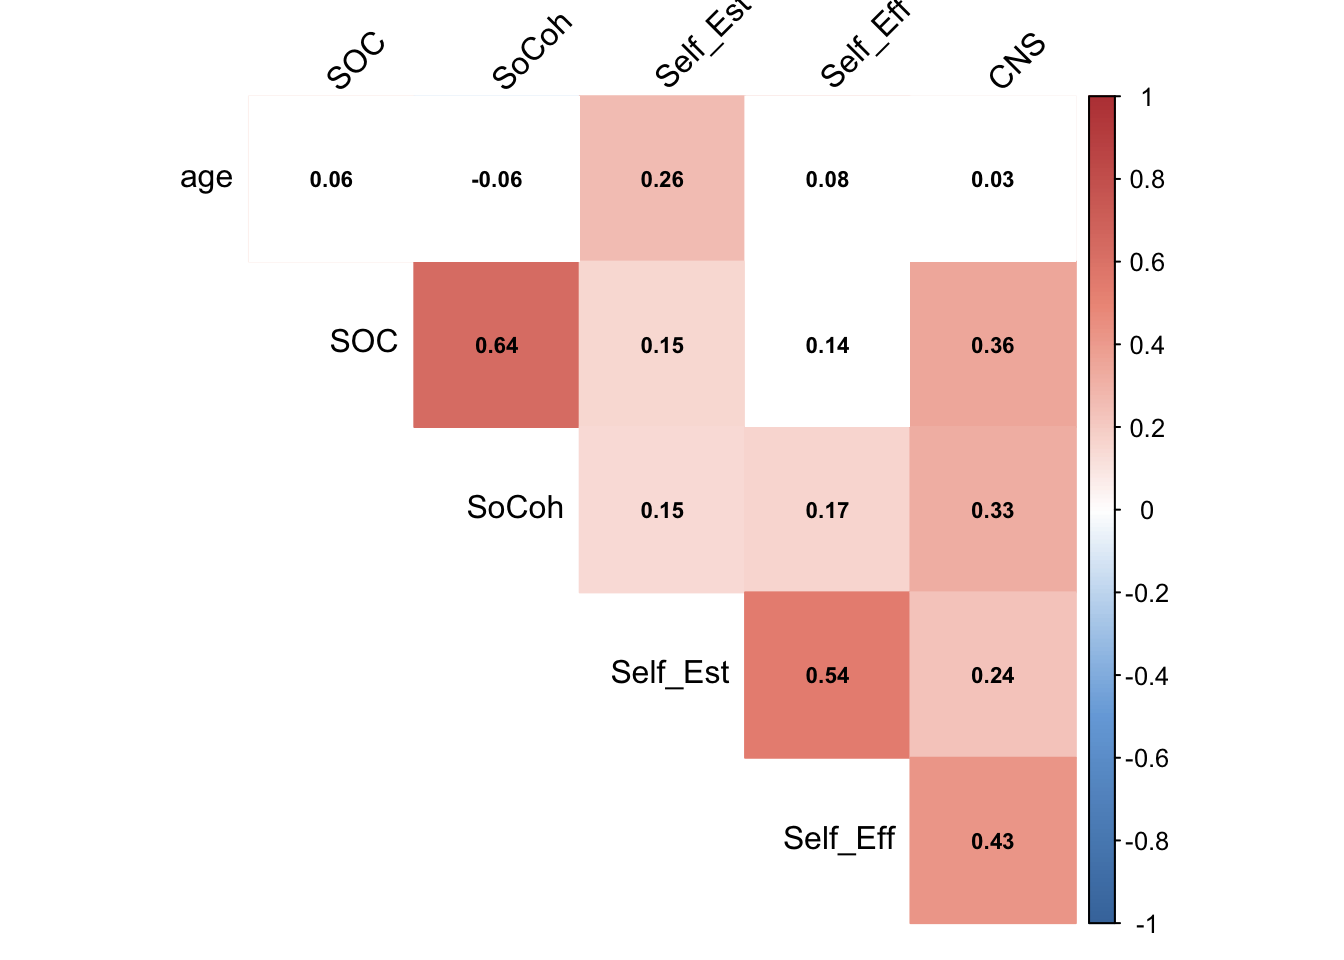 SOC SoCoh Self_Est Self_Eff CNS
age 0.06 -0.06 0.26 0.08 0.03
SOC 0.64 0.15 0.14 0.36
SoCoh 0.15 0.17 0.33
Self_Est 0.54 0.24
Self_Eff 0.43
1
0.8
0.6
0.4
0.2
0
-0.2
-0.4
-0.6
-0.8
-1